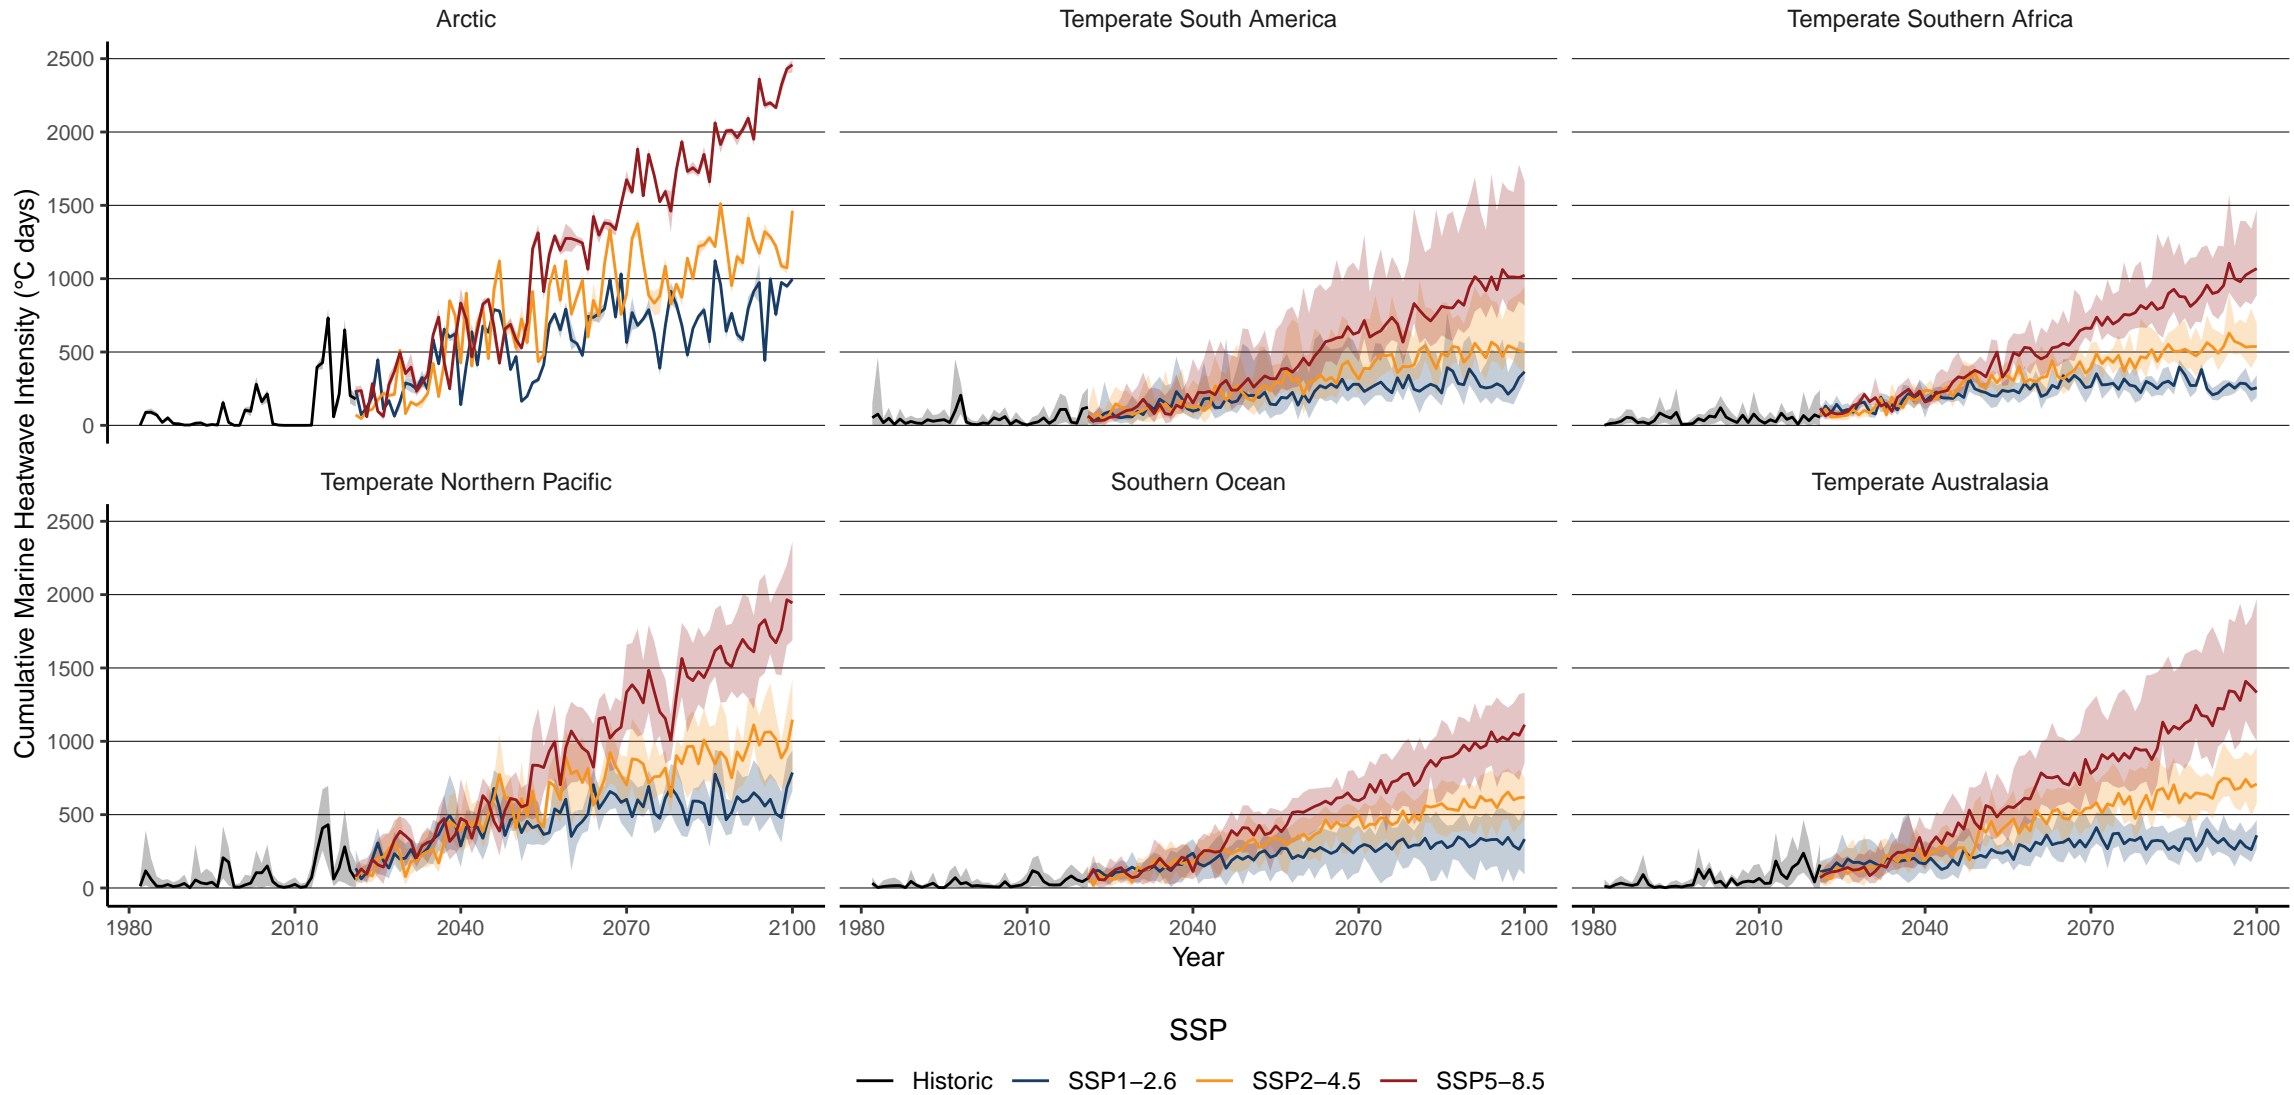 Arctic
Temperate South America
Temperate Southern Africa
2500
2000
1500
1000
500
0
Temperate Northern Pacific
Southern Ocean
Temperate Australasia
2500
2000
1500
1000
500
0
Cumulative Marine Heatwave Intensity (°C days)
1980 2010 2040 2070 2100
1980 2010 2040 2070 2100
1980 2010 2040 2070 2100
Year
SSP
Historic SSP1−2.6 SSP2−4.5 SSP5−8.5